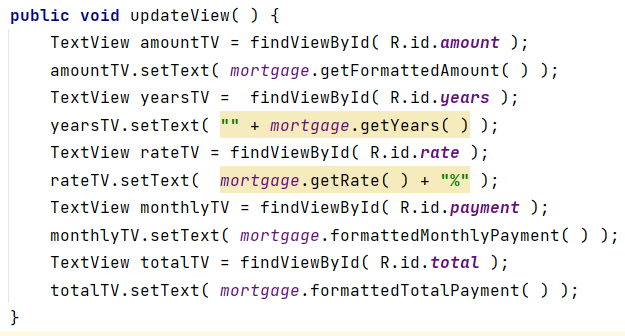 public void updateView( ) {
    TextView amountTV = findViewById( R.id.amount );
    amountTV.setText( mortgage.getFormattedAmount( ) );
    TextView yearsTV =  findViewById( R.id.years );
    yearsTV.setText( "" + mortgage.getYears( ) );
    TextView rateTV = findViewById( R.id.rate );
    rateTV.setText(  mortgage.getRate( ) + "%" );
    TextView monthlyTV = findViewById( R.id.payment );
    monthlyTV.setText( mortgage.formattedMonthlyPayment( ) );
    TextView totalTV = findViewById( R.id.total );
    totalTV.setText( mortgage.formattedTotalPayment( ) );
}